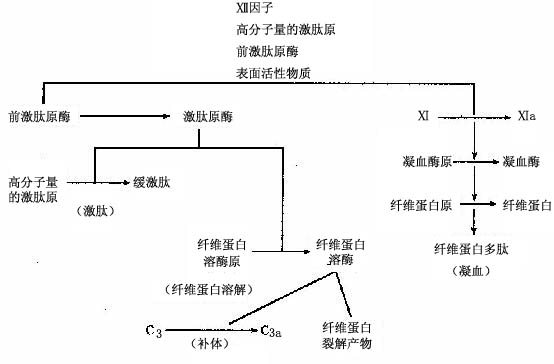 XⅡ因子
高分子量的激肽原
前激肽原酶
表面活性物质
前激肽原酶 激肽原酶 XI XIa
凝血酶原 凝血酶
高分子量
的激肽原
缓激肽
(激肽)
纤维蛋白原 纤维蛋白
纤维蛋白多肽
(凝血)
纤维蛋白
溶酶原
纤维蛋白
溶酶
(纤维蛋白溶解)
C3 C3a
(补体)
纤维蛋白
裂解产物